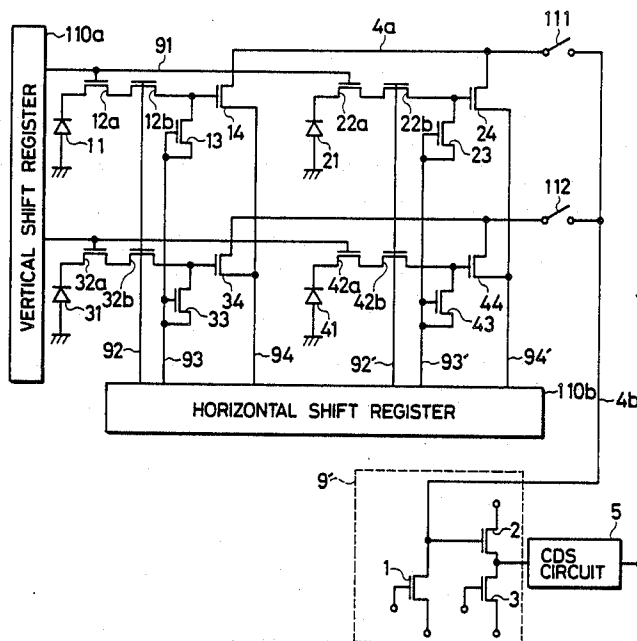 110a
91
4a
111
VERTICAL SHIFT REGISTER
12a
12b
14
22a
22b
24
11
13
21
23
112
32a
32b
34
42a
42b
44
31
33
41
43
92
93
94
92'
93'
94'
110b
HORIZONTAL SHIFT REGISTER
4b
9'
2
5
1
3
CDS
CIRCUIT